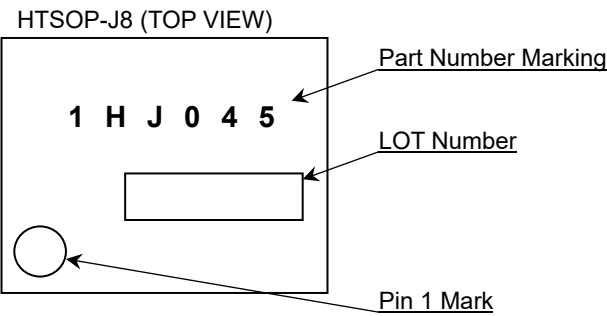 HTSOP-J8 (TOP VIEW)
Part Number Marking
1 H J 0 4 5
LOT Number
Pin 1 Mark